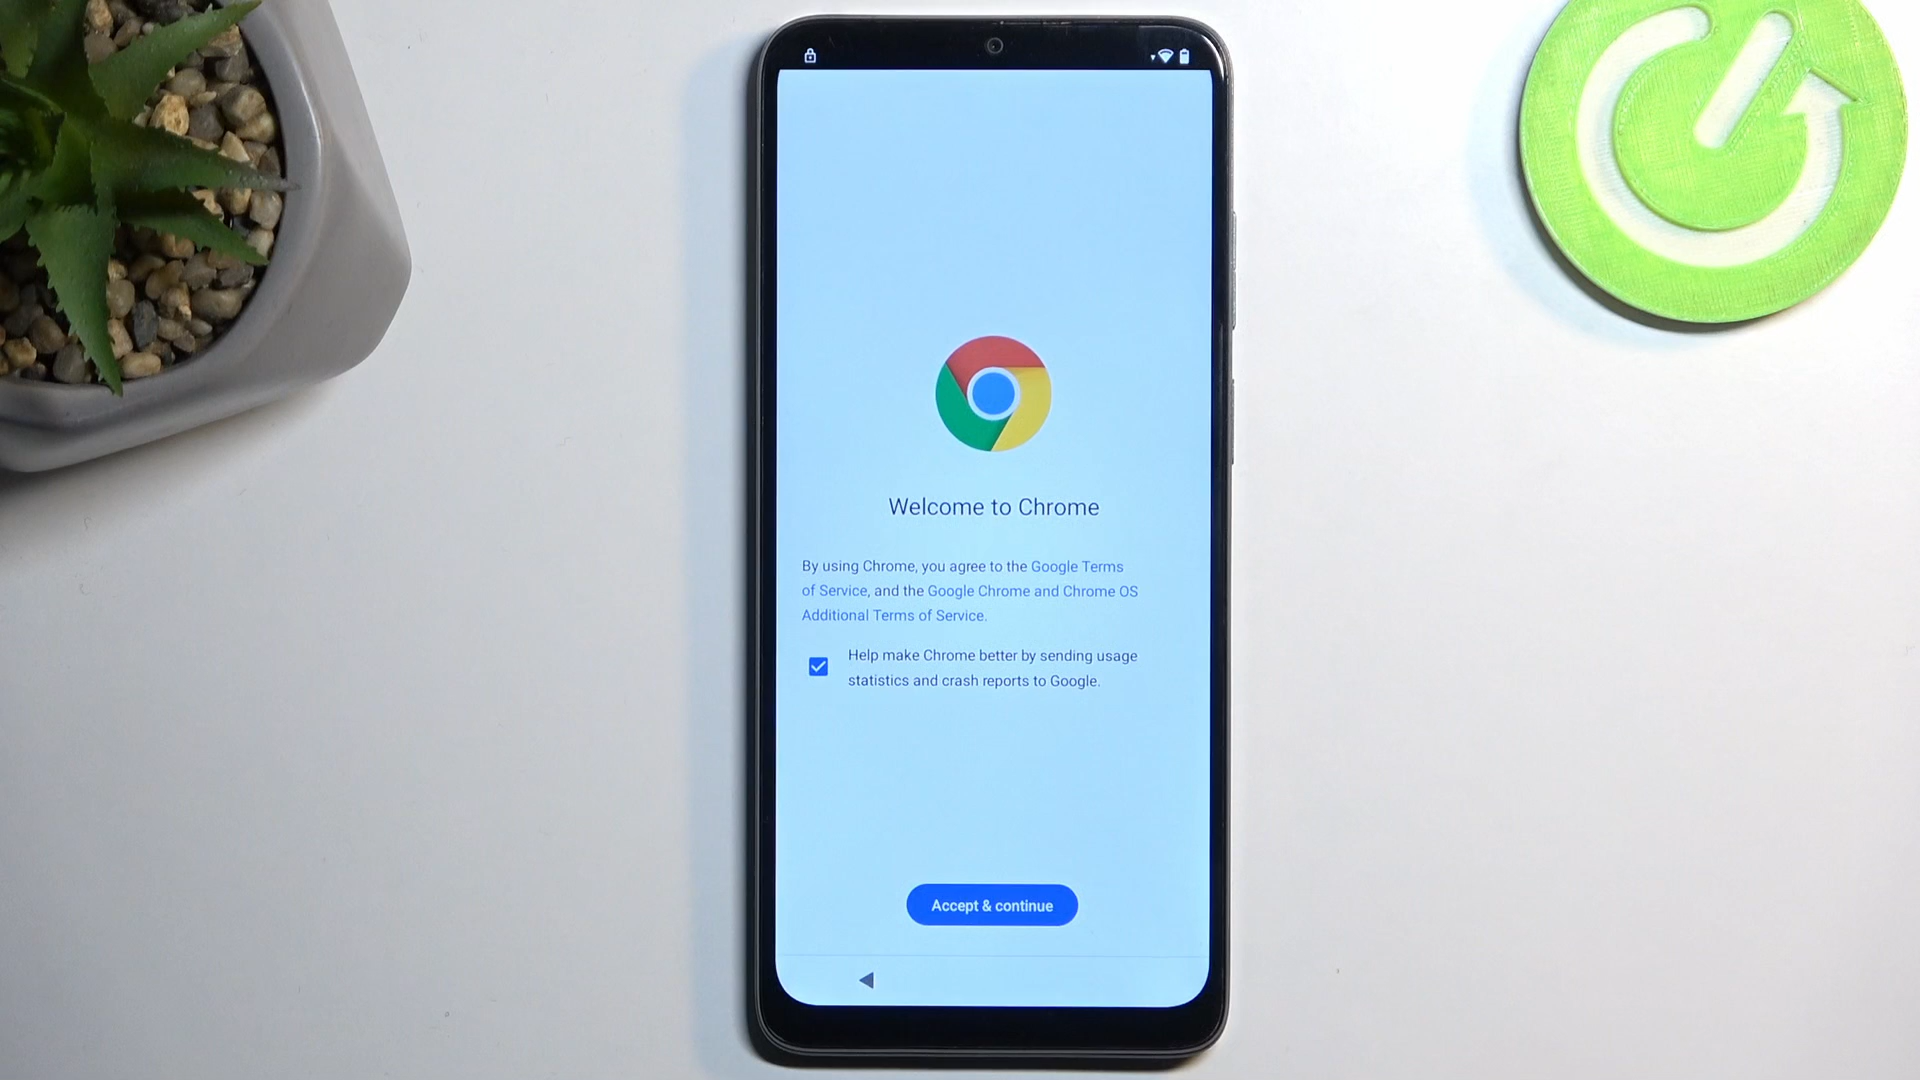 Welcome to Chrome
By using Chrome, you agree to the Google Terms
of Service, and the Google Chrome and Chrome OS
Additional Terms of Service.
Help make Chrome better by sending usage
statistics and crash reports to Google.
Accept & continue